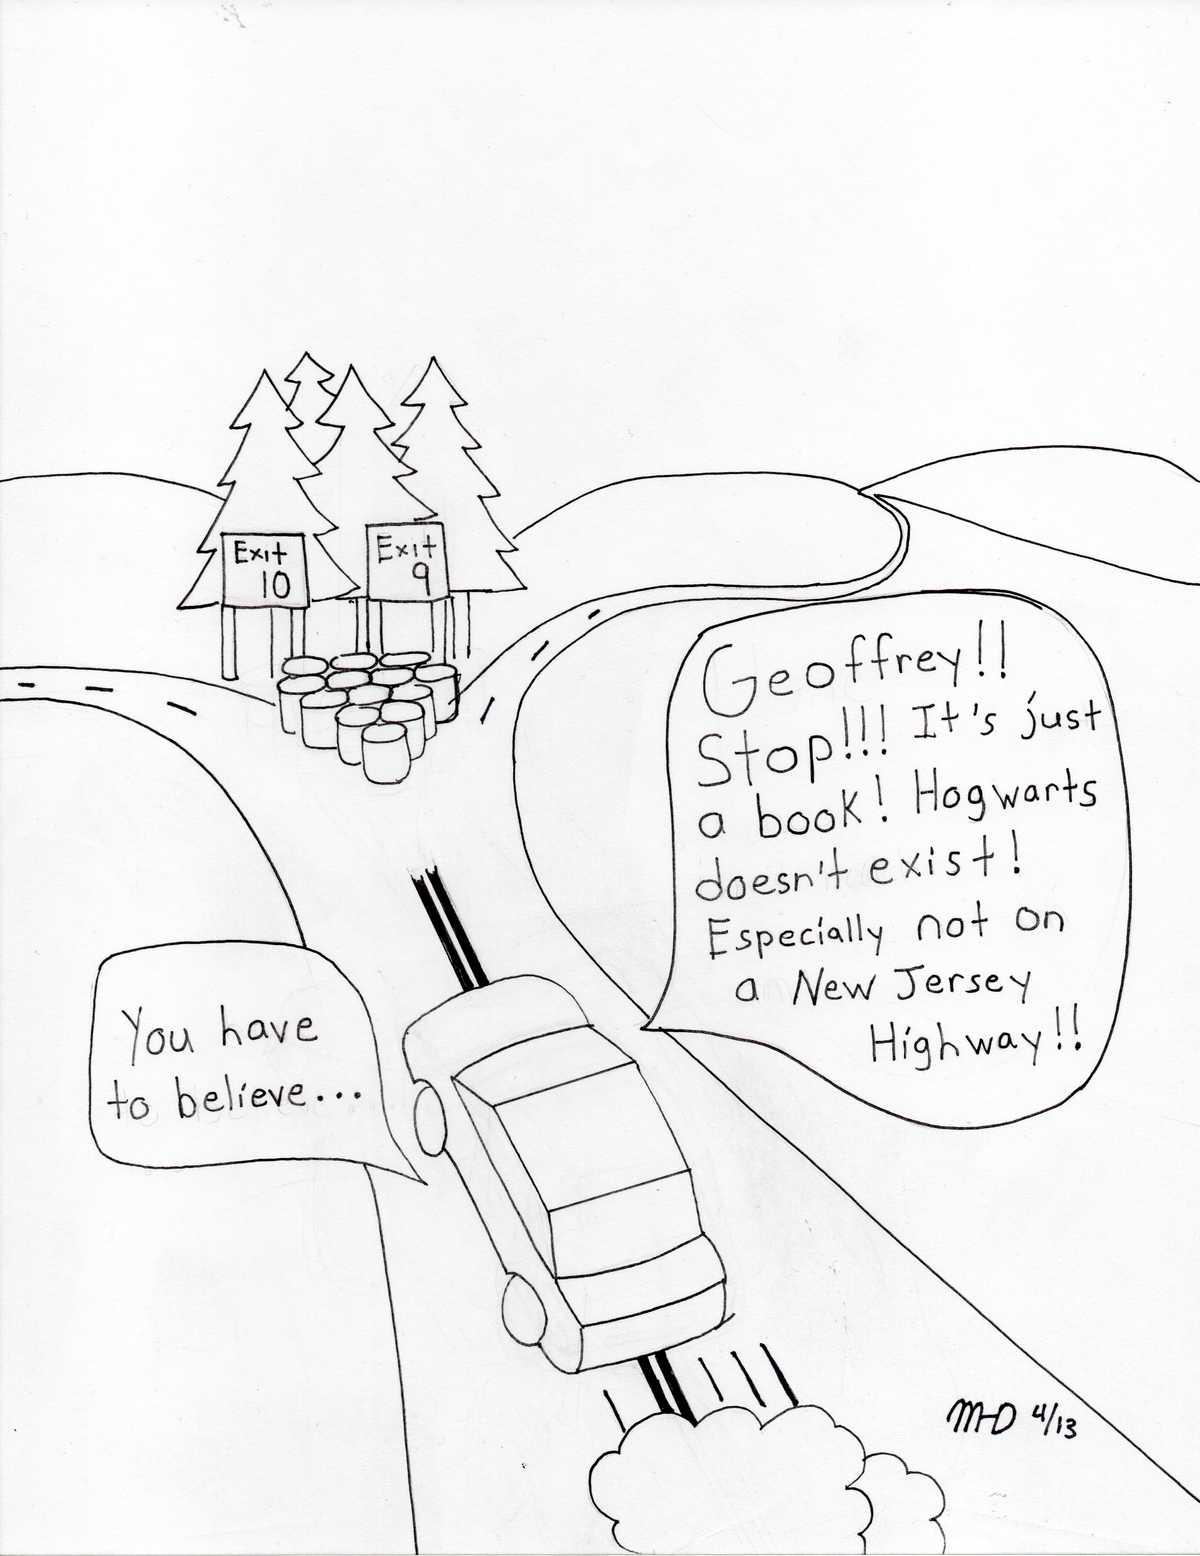 Exit
10
Exit
9
Geoffrey!!
Stop!!! It's just
a book! Hogwarts
doesn't exist!
Especially not on
a New Jersey
Highway!!
You have
to believe...
MD 4/13